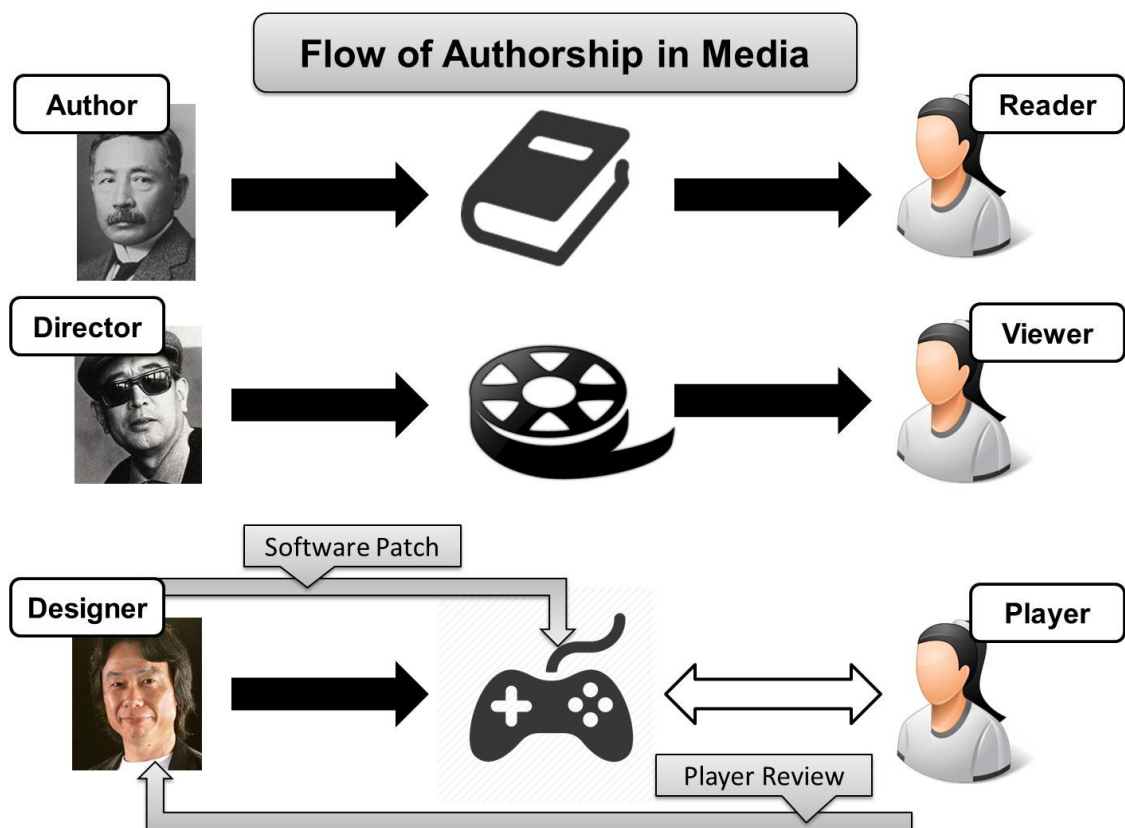 Flow of Authorship in Media
Author
Reader
Director
Viewer
Software Patch
Designer
Player
Player Review